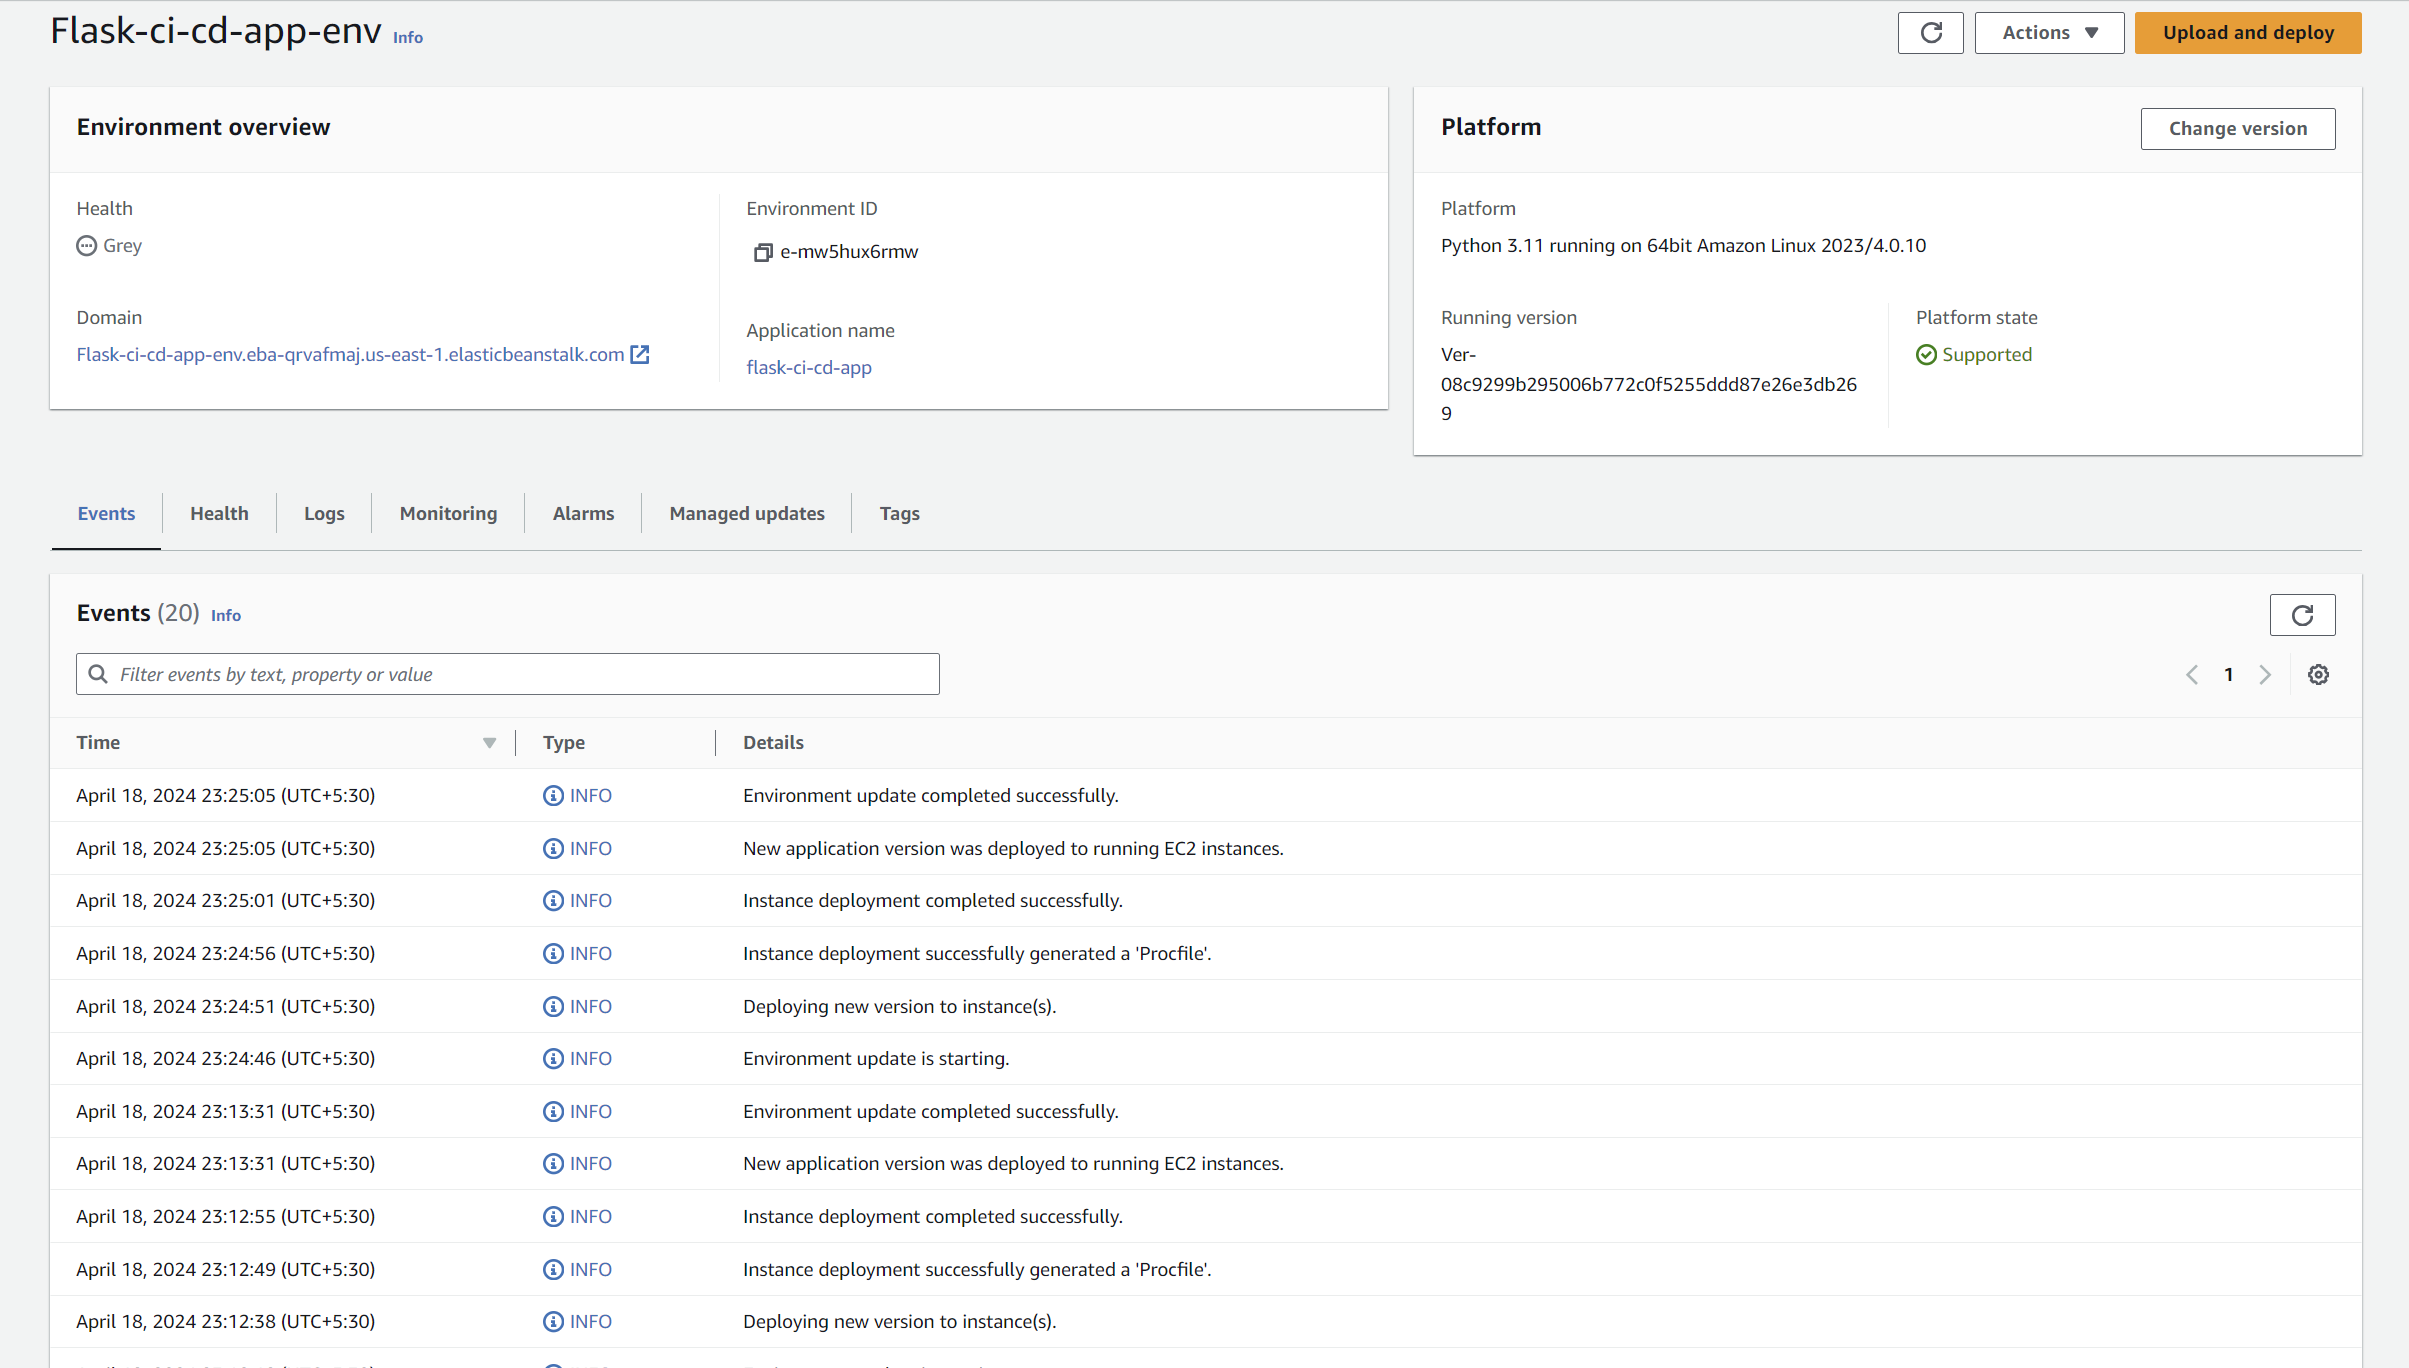 Flask-ci-cd-app-env Info
Actions
Upload and deploy
Environment overview
Health
Grey
Domain
Flask-ci-cd-app-env.eba-qrvafmaj.us-east-1.elasticbeanstalk.com
Environment ID
e-mw5hux6rmw
Application name
flask-ci-cd-app
Platform
Change version
Platform
Python 3.11 running on 64bit Amazon Linux 2023/4.0.10
Running version
Ver-
08c9299b295006b772c0f5255ddd87e26e3db26
9
Platform state
Supported
Events Health Logs Monitoring Alarms Managed updates Tags
Events (20) Info
Filter events by text, property or value
1
Time Type Details
April 18, 2024 23:25:05 (UTC+5:30) INFO Environment update completed successfully.
April 18, 2024 23:25:05 (UTC+5:30) INFO New application version was deployed to running EC2 instances.
April 18, 2024 23:25:01 (UTC+5:30) INFO Instance deployment completed successfully.
April 18, 2024 23:24:56 (UTC+5:30) INFO Instance deployment successfully generated a 'Procfile'.
April 18, 2024 23:24:51 (UTC+5:30) INFO Deploying new version to instance(s).
April 18, 2024 23:24:46 (UTC+5:30) INFO Environment update is starting.
April 18, 2024 23:13:31 (UTC+5:30) INFO Environment update completed successfully.
April 18, 2024 23:13:31 (UTC+5:30) INFO New application version was deployed to running EC2 instances.
April 18, 2024 23:12:55 (UTC+5:30) INFO Instance deployment completed successfully.
April 18, 2024 23:12:49 (UTC+5:30) INFO Instance deployment successfully generated a 'Procfile'.
April 18, 2024 23:12:38 (UTC+5:30) INFO Deploying new version to instance(s).